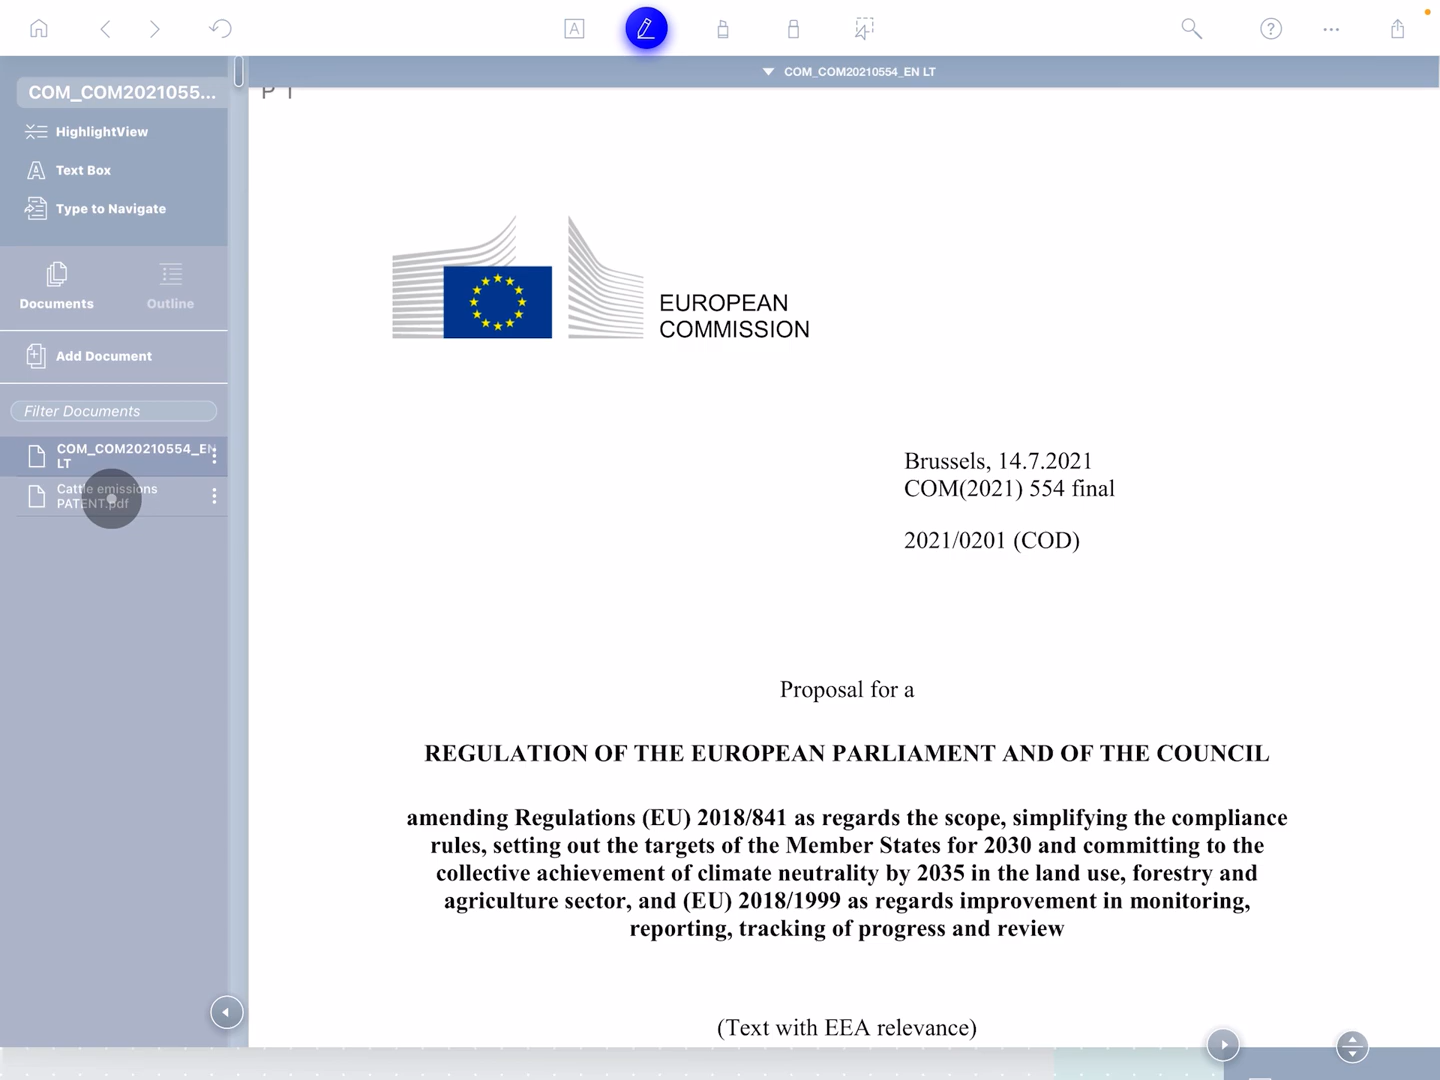 COM_COM20210554_EN LT
COM_COM2021055...
HighlightView
Text Box
Type to Navigate
Documents
Outline
Add Document
Filter Documents
COM_COM20210554_EN
LT
Cattle emissions
PATENT.pdf
EUROPEAN
COMMISSION
Brussels, 14.7.2021
COM(2021) 554 final
2021/0201 (COD)
Proposal for a
REGULATION OF THE EUROPEAN PARLIAMENT AND OF THE COUNCIL
amending Regulations (EU) 2018/841 as regards the scope, simplifying the compliance
rules, setting out the targets of the Member States for 2030 and committing to the
collective achievement of climate neutrality by 2035 in the land use, forestry and
agriculture sector, and (EU) 2018/1999 as regards improvement in monitoring,
reporting, tracking of progress and review
(Text with EEA relevance)